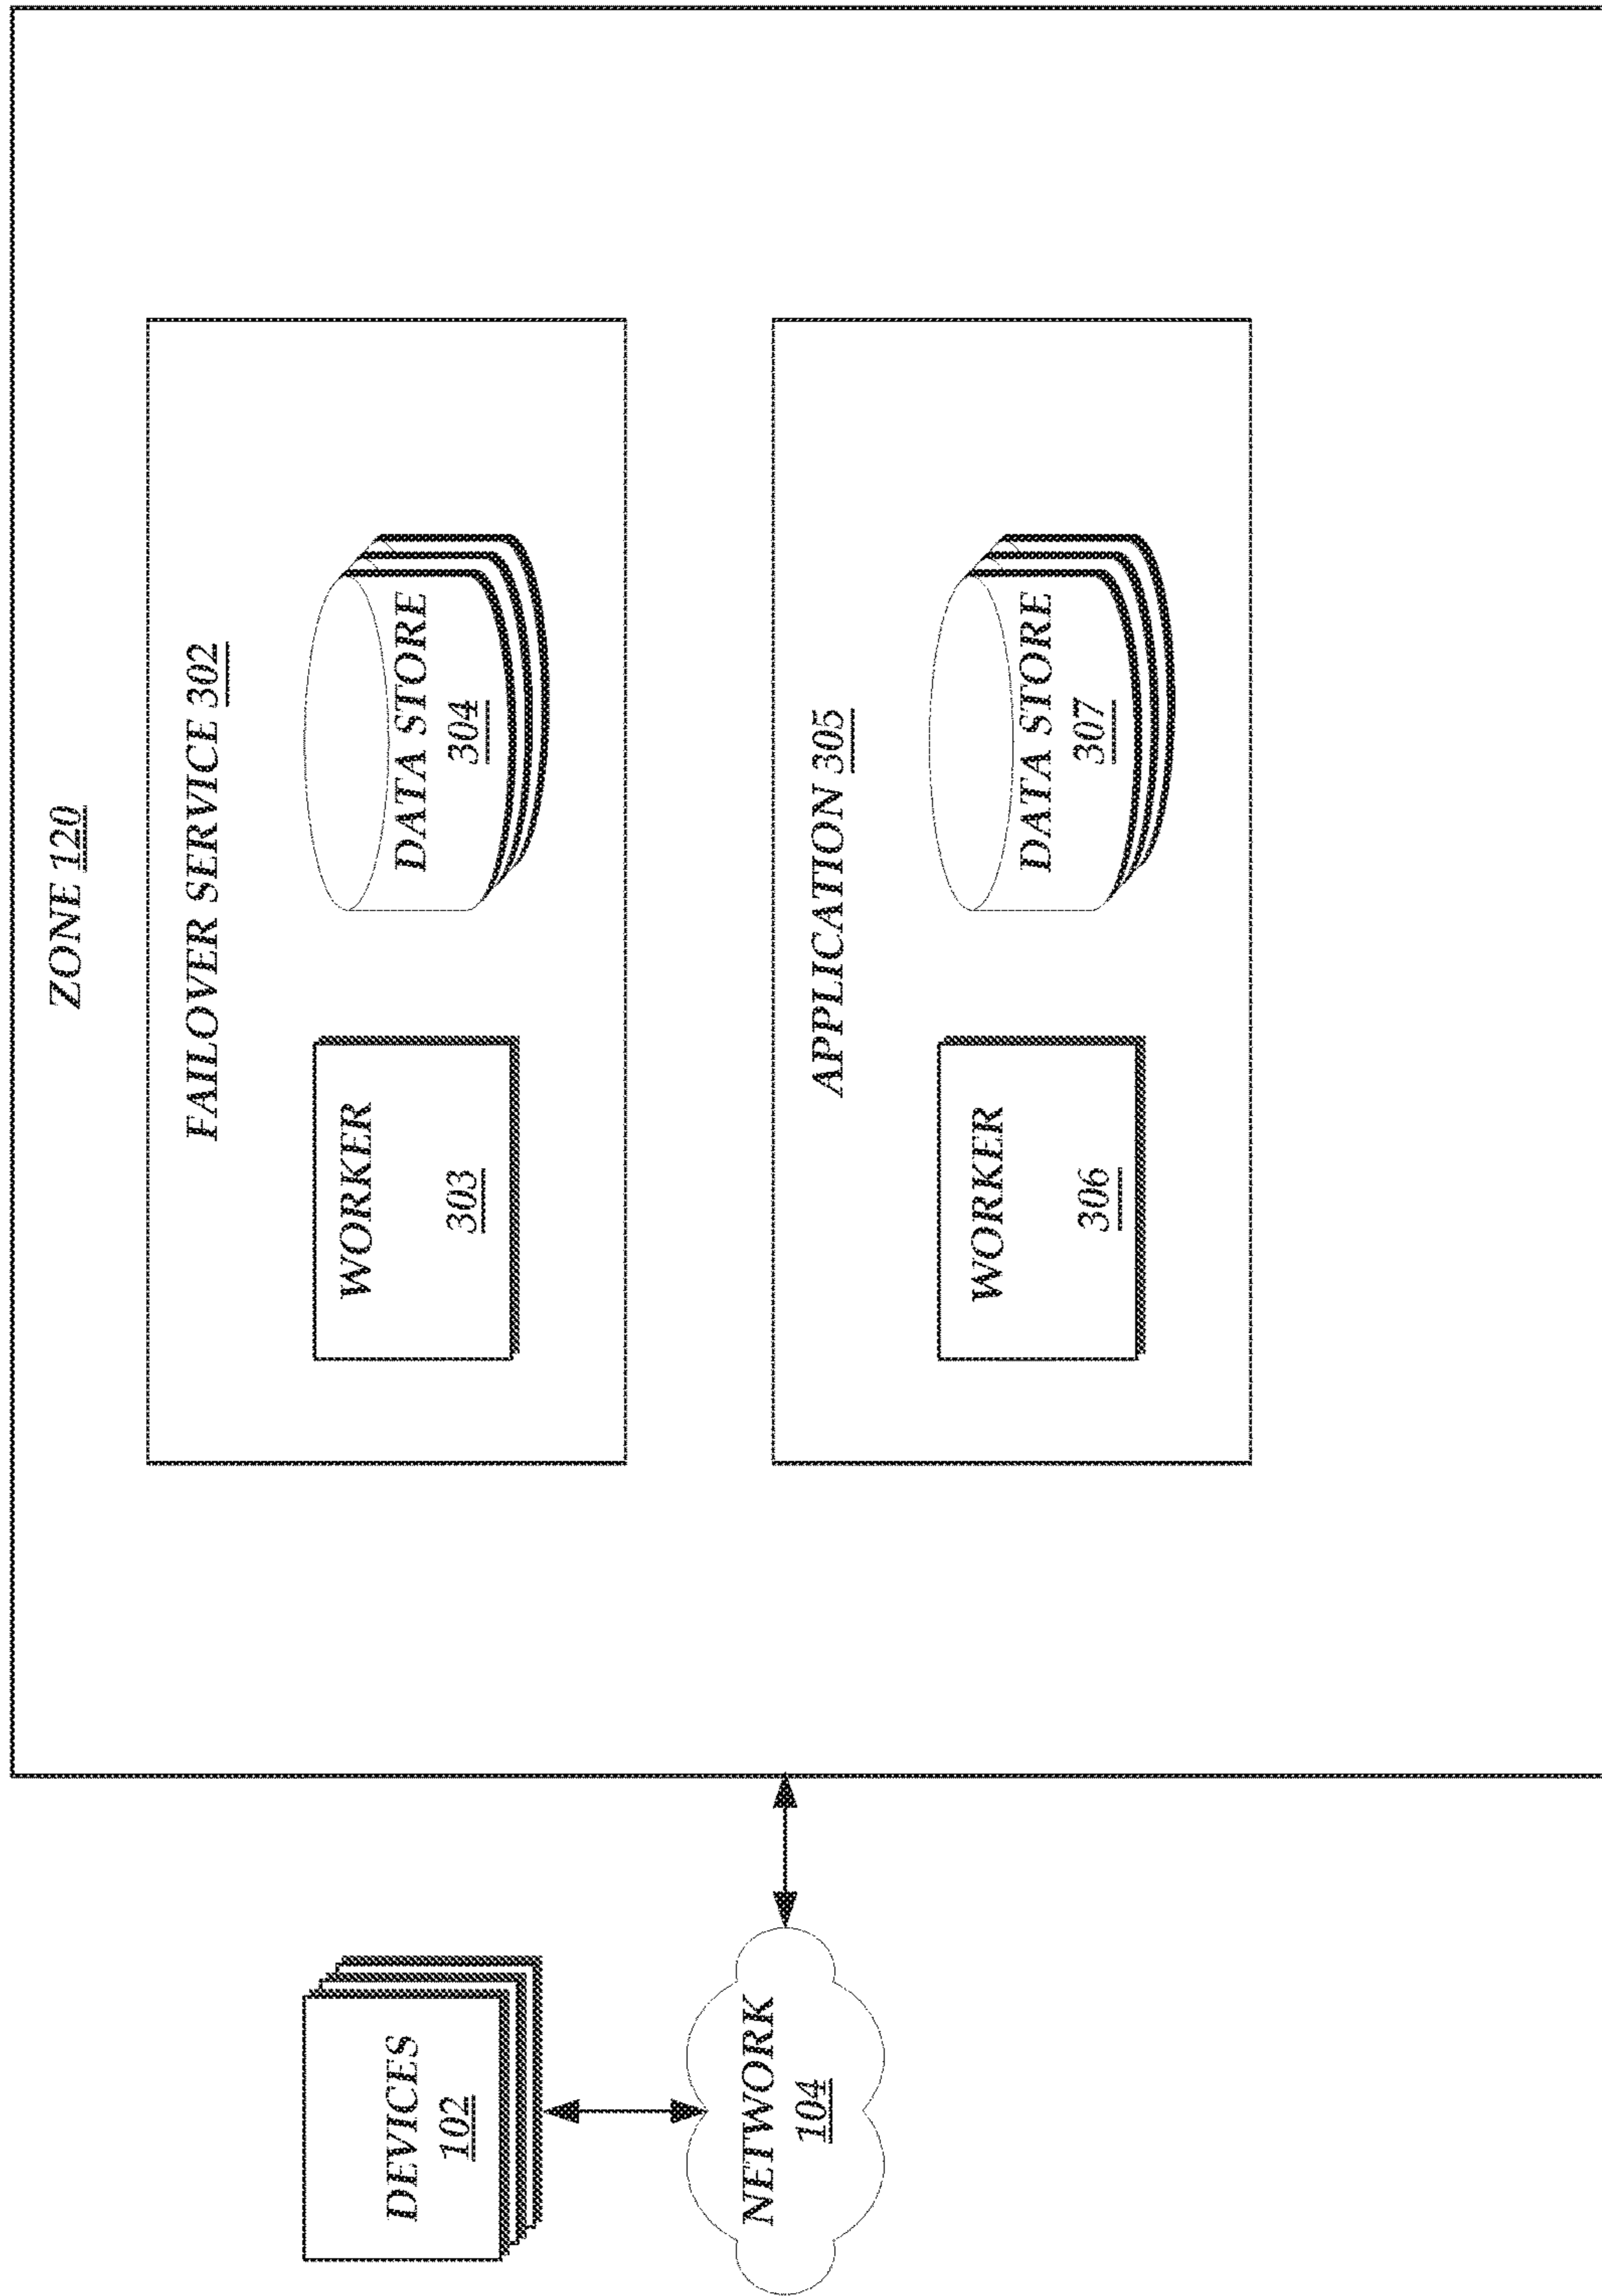 ZONE 120
FAILOVER SERVICE 302
WORKER
303
DATA STORE
304
APPLICATION 305
WORKER
306
DATA STORE
307
DEVICES
102
NETWORK
104